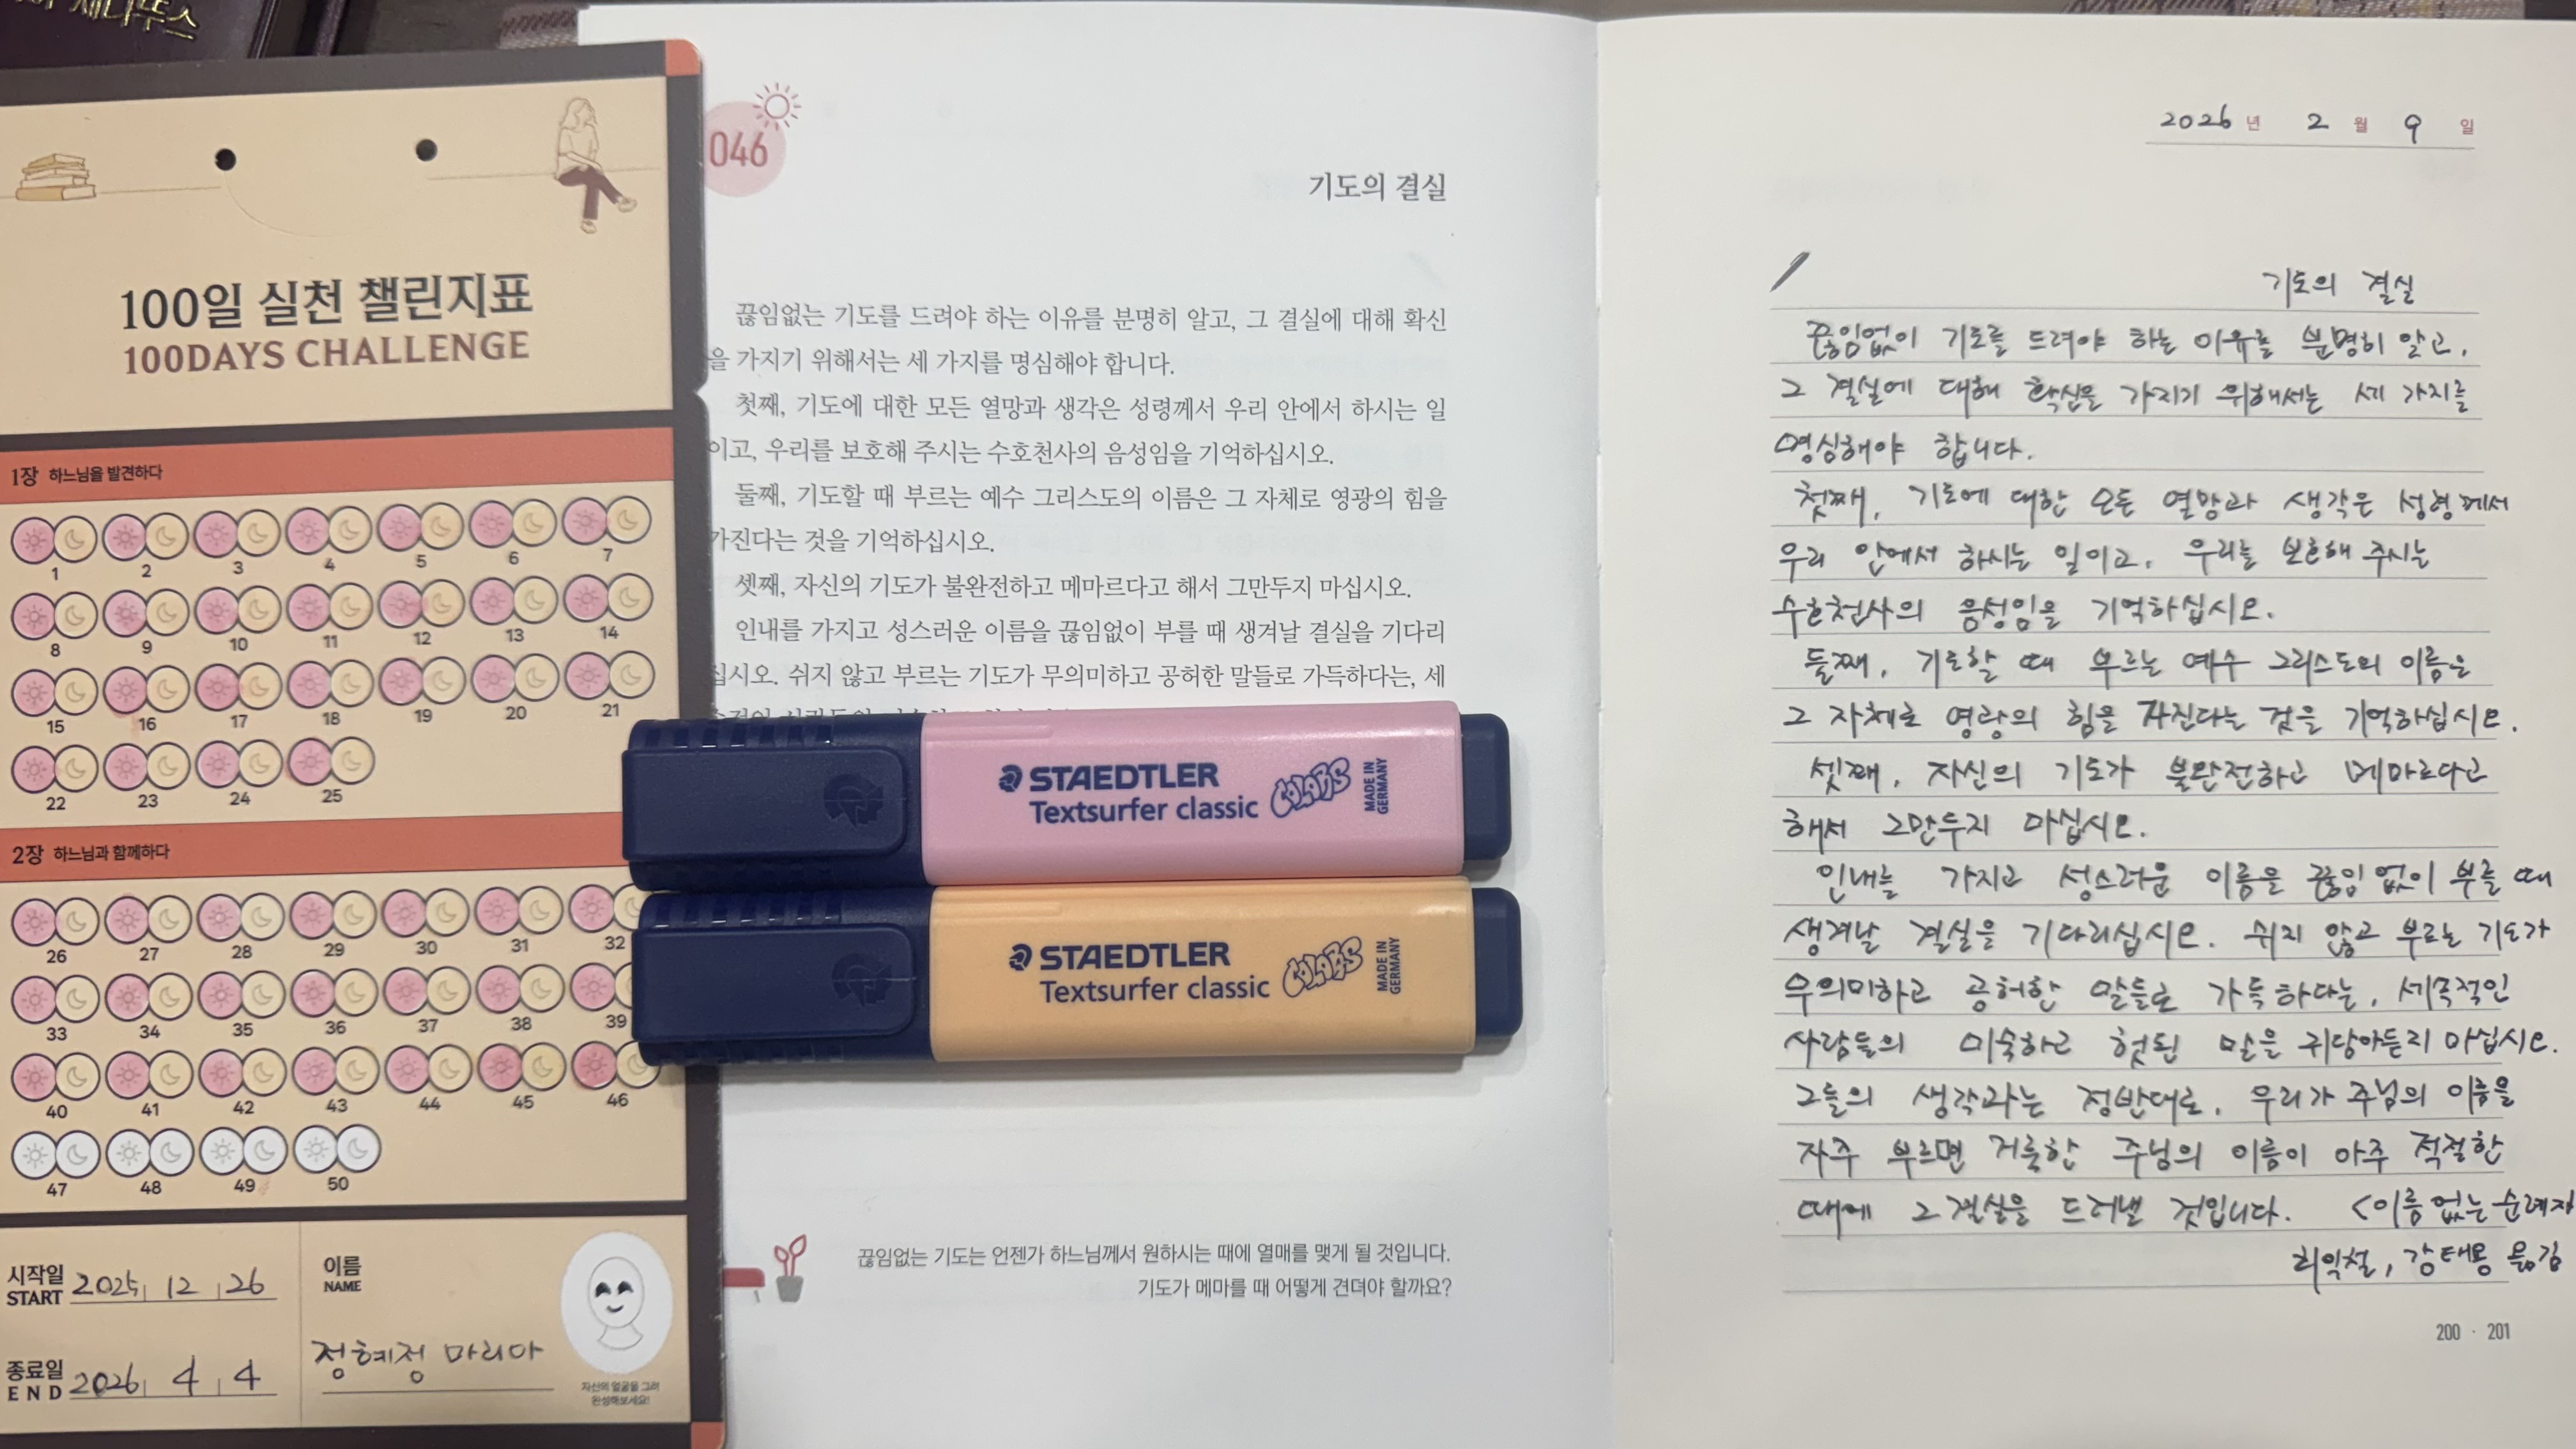 제나뚜스
100일 실천 챌린지표
100DAYS CHALLENGE
1장 하느님을 발견하다
1 2 3 4 5 6 7
8 9 10 11 12 13 14
15 16 17 18 19 20 21
22 23 24 25
2장 하느님과 함께하다
26 27 28 29 30 31 32
33 34 35 36 37 38 39
40 41 42 43 44 45 46
47 48 49 50
시작일
START 2025 12 26
종료일
END 2026 4 4
이름
NAME
정혜정 마리아
자신의 얼굴을 그려
완성해보세요!
046
기도의 결실
끊임없는 기도를 드려야 하는 이유를 분명히 알고, 그 결실에 대해 확신
을 가지기 위해서는 세 가지를 명심해야 합니다.
첫째, 기도에 대한 모든 열망과 생각은 성령께서 우리 안에서 하시는 일
이고, 우리를 보호해 주시는 수호천사의 음성임을 기억하십시오.
둘째, 기도할 때 부르는 예수 그리스도의 이름은 그 자체로 영광의 힘을
가진다는 것을 기억하십시오.
셋째, 자신의 기도가 불완전하고 메마르다고 해서 그만두지 마십시오.
인내를 가지고 성스러운 이름을 끊임없이 부를 때 생겨날 결실을 기다리
십시오. 쉬지 않고 부르는 기도가 무의미하고 공허한 말들로 가득하다는, 세
STAEDTLER
Textsurfer classic
COLORS
MADE IN
GERMANY
STAEDTLER
Textsurfer classic
COLORS
MADE IN
GERMANY
끊임없는 기도는 언젠가 하느님께서 원하시는 때에 열매를 맺게 될 것입니다.
기도가 메마를 때 어떻게 견뎌야 할까요?
2026 년 2 월 9 일
기도의 결실
끊임없이 기도를 드려야 하는 이유를 분명히 알고,
그 결실에 대해 확신을 가지기 위해서는 세 가지를
명심해야 합니다.
첫째, 기도에 대한 모든 열망과 생각은 성령께서
우리 안에서 하시는 일이고, 우리를 보호해 주시는
수호천사의 음성임을 기억하십시오.
둘째, 기도할 때 부르는 예수 그리스도의 이름은
그 자체로 영광의 힘을 가진다는 것을 기억하십시오.
셋째, 자신의 기도가 불완전하고 메마르다고
해서 그만두지 마십시오.
인내를 가지고 성스러운 이름을 끊임없이 부를 때
생겨날 결실을 기다리십시오. 쉬지 않고 부르는 기도가
무의미하고 공허한 말들로 가득하다는, 세속적인
사람들의 미숙하고 헛된 말을 귀담아듣지 마십시오.
그들의 생각과는 정반대로, 우리가 주님의 이름을
자주 부르면 거룩한 주님의 이름이 아주 적절한
때에 그 결실을 드러낼 것입니다. <이름 없는 순례자
최익철, 강태용 옮김
200 · 201